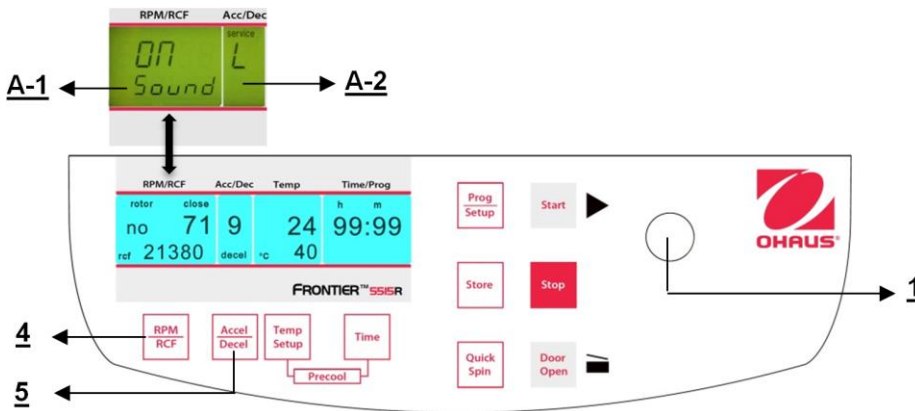 RPM/RCF Acc/Dec
service
ON L
Sound
A-1 A-2
RPM/RCF Acc/Dec Temp Time/Prog
rotor close h m
no 71 9 24 99:99
rcf 21380 decel °C 40
FRONTIER™ 5515R
RPM
RCF
Accel
Decel
Temp
Setup
Time
Precool
4
5
Prog
Setup
Start
Store
Stop
Quick
Spin
Door
Open
OHAUS®
1